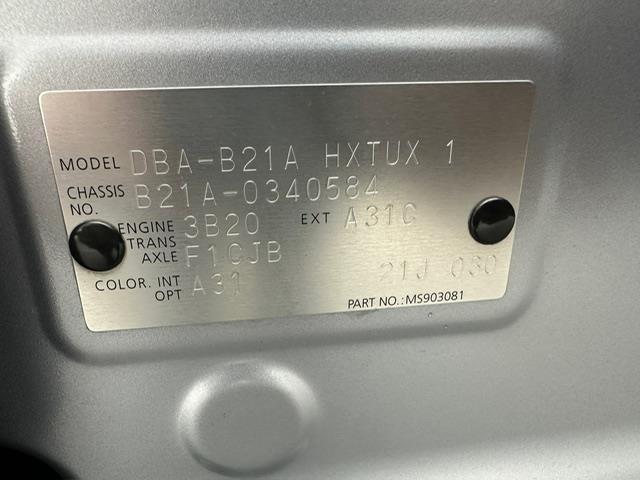 MODEL DBA-B21A HXTUX 1
CHASSIS NO. B21A-0340584
ENGINE 3B20 EXT A31C
TRANS AXLE F1CJB
COLOR. INT OPT A31 21J 030
PART NO.: MS903081